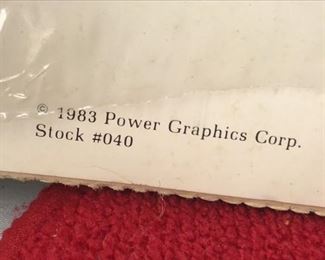 © 1983 Power Graphics Corp.
Stock #040